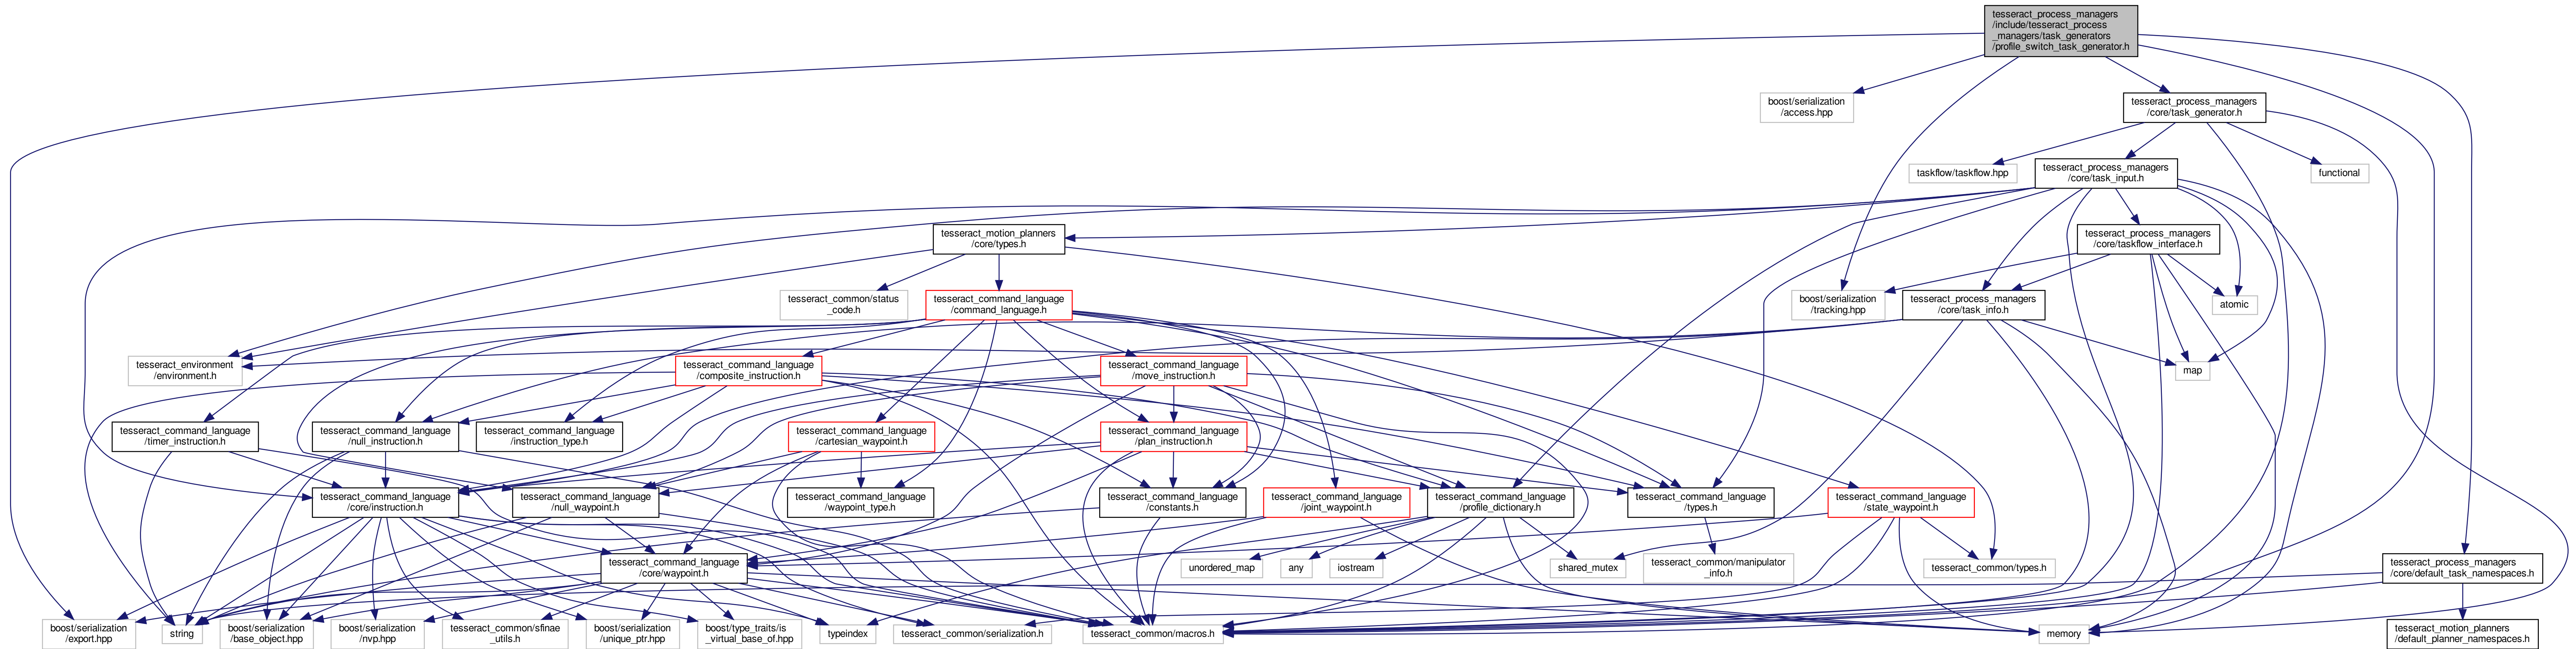 tesseract_process_managers
/include/tesseract_process
_managers/task_generators
/profile_switch_task_generator.h
boost/serialization
/access.hpp
tesseract_process_managers
/core/task_generator.h
taskflow/taskflow.hpp
tesseract_process_managers
/core/task_input.h
functional
tesseract_motion_planners
/core/types.h
tesseract_process_managers
/core/taskflow_interface.h
tesseract_common/status
_code.h
tesseract_command_language
/command_language.h
boost/serialization
/tracking.hpp
tesseract_process_managers
/core/task_info.h
atomic
tesseract_environment
/environment.h
tesseract_command_language
/composite_instruction.h
tesseract_command_language
/move_instruction.h
map
tesseract_command_language
/timer_instruction.h
tesseract_command_language
/null_instruction.h
tesseract_command_language
/instruction_type.h
tesseract_command_language
/cartesian_waypoint.h
tesseract_command_language
/plan_instruction.h
tesseract_command_language
/core/instruction.h
tesseract_command_language
/null_waypoint.h
tesseract_command_language
/waypoint_type.h
tesseract_command_language
/constants.h
tesseract_command_language
/joint_waypoint.h
tesseract_command_language
/profile_dictionary.h
tesseract_command_language
/types.h
tesseract_command_language
/state_waypoint.h
tesseract_command_language
/core/waypoint.h
unordered_map
any
iostream
shared_mutex
tesseract_common/manipulator
_info.h
tesseract_common/types.h
tesseract_process_managers
/core/default_task_namespaces.h
boost/serialization
/export.hpp
string
boost/serialization
/base_object.hpp
boost/serialization
/nvp.hpp
tesseract_common/sfinae
_utils.h
boost/serialization
/unique_ptr.hpp
boost/type_traits/is
_virtual_base_of.hpp
typeindex
tesseract_common/serialization.h
tesseract_common/macros.h
memory
tesseract_motion_planners
/default_planner_namespaces.h